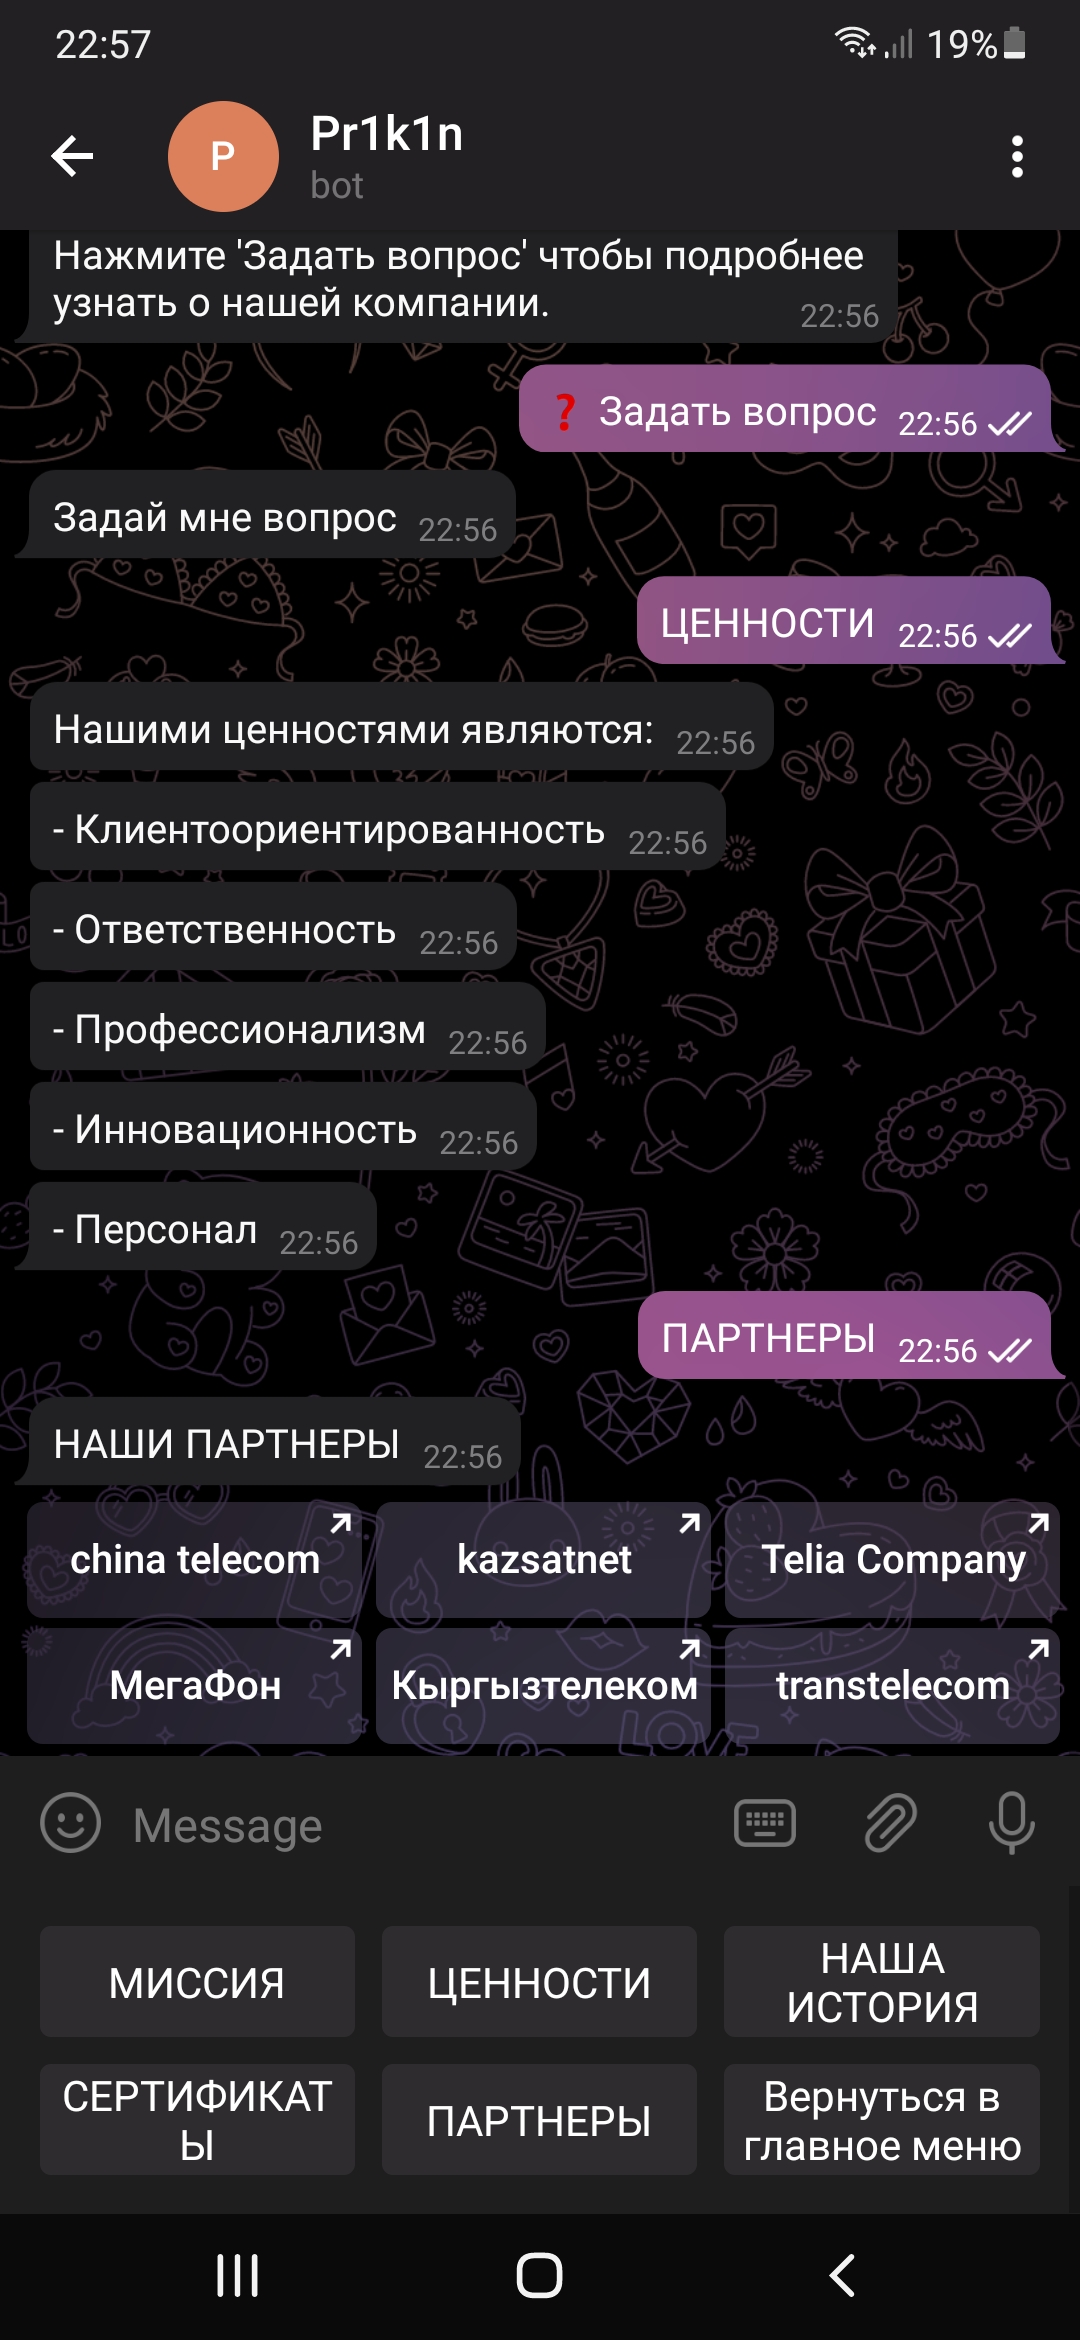 22:57
19%
P
Pr1k1n
bot
Нажмите 'Задать вопрос' чтобы подробнее
узнать о нашей компании.
22:56
❓ Задать вопрос 22:56
Задай мне вопрос 22:56
ЦЕННОСТИ 22:56
Нашими ценностями являются: 22:56
- Клиентоориентированность 22:56
- Ответственность 22:56
- Профессионализм 22:56
- Инновационность 22:56
- Персонал 22:56
ПАРТНЕРЫ 22:56
НАШИ ПАРТНЕРЫ 22:56
china telecom
kazsatnet
Telia Company
МегаФон
Кыргызтелеком
transtelecom
LOVE
Message
МИССИЯ
ЦЕННОСТИ
НАША
ИСТОРИЯ
СЕРТИФИКАТ
Ы
ПАРТНЕРЫ
Вернуться в
главное меню